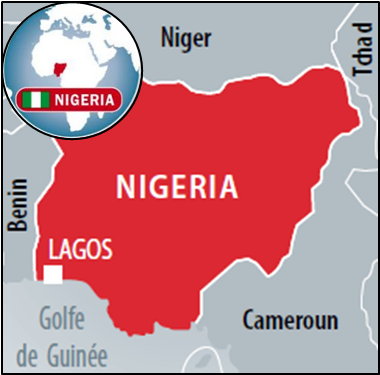 Niger
Tchad
NIGERIA
NIGERIA
Benin
LAGOS
Golfe
de Guinée
Cameroun